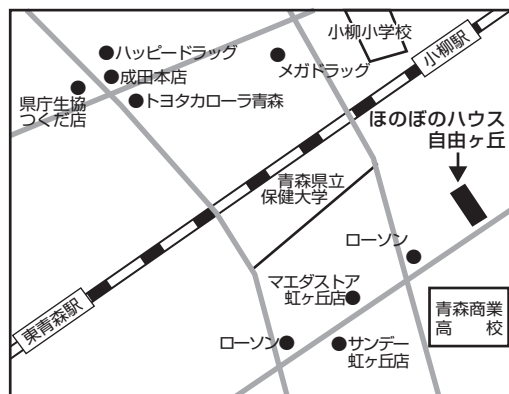 ハッピードラッグ
成田本店
トヨタカローラ青森
県庁生協
つくだ店
メガドラッグ
小柳小学校
小柳駅
ほのぼのハウス
自由ヶ丘
青森県立
保健大学
ローソン
マエダストア
虹ヶ丘店
東青森駅
青森商業
高校
ローソン
サンデー
虹ヶ丘店